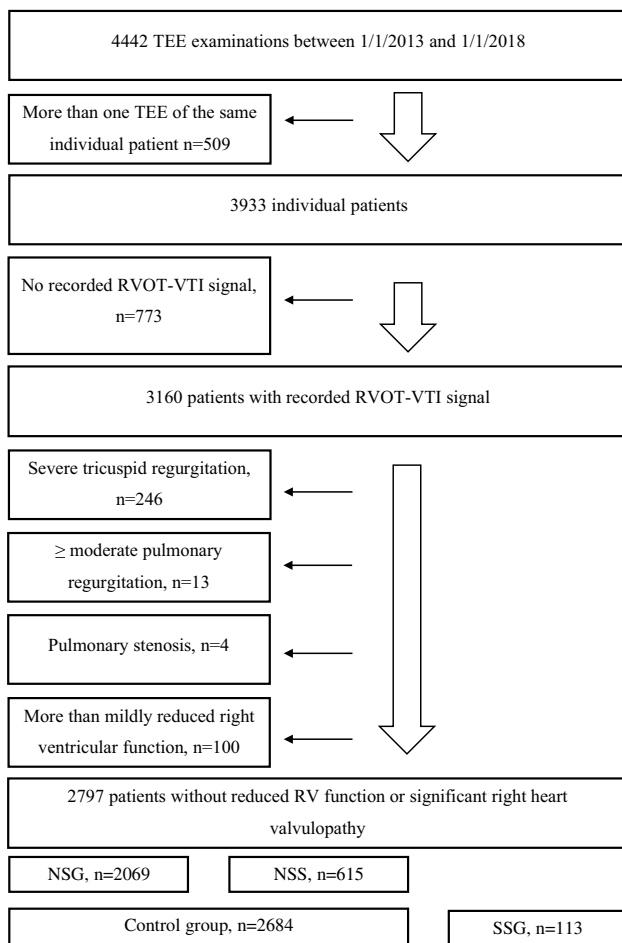 4442 TEE examinations between 1/1/2013 and 1/1/2018
More than one TEE of the same
individual patient n=509
3933 individual patients
No recorded RVOT-VTI signal,
n=773
3160 patients with recorded RVOT-VTI signal
Severe tricuspid regurgitation,
n=246
≥ moderate pulmonary
regurgitation, n=13
Pulmonary stenosis, n=4
More than mildly reduced right
ventricular function, n=100
2797 patients without reduced RV function or significant right heart
valvulopathy
NSG, n=2069
NSS, n=615
Control group, n=2684
SSG, n=113